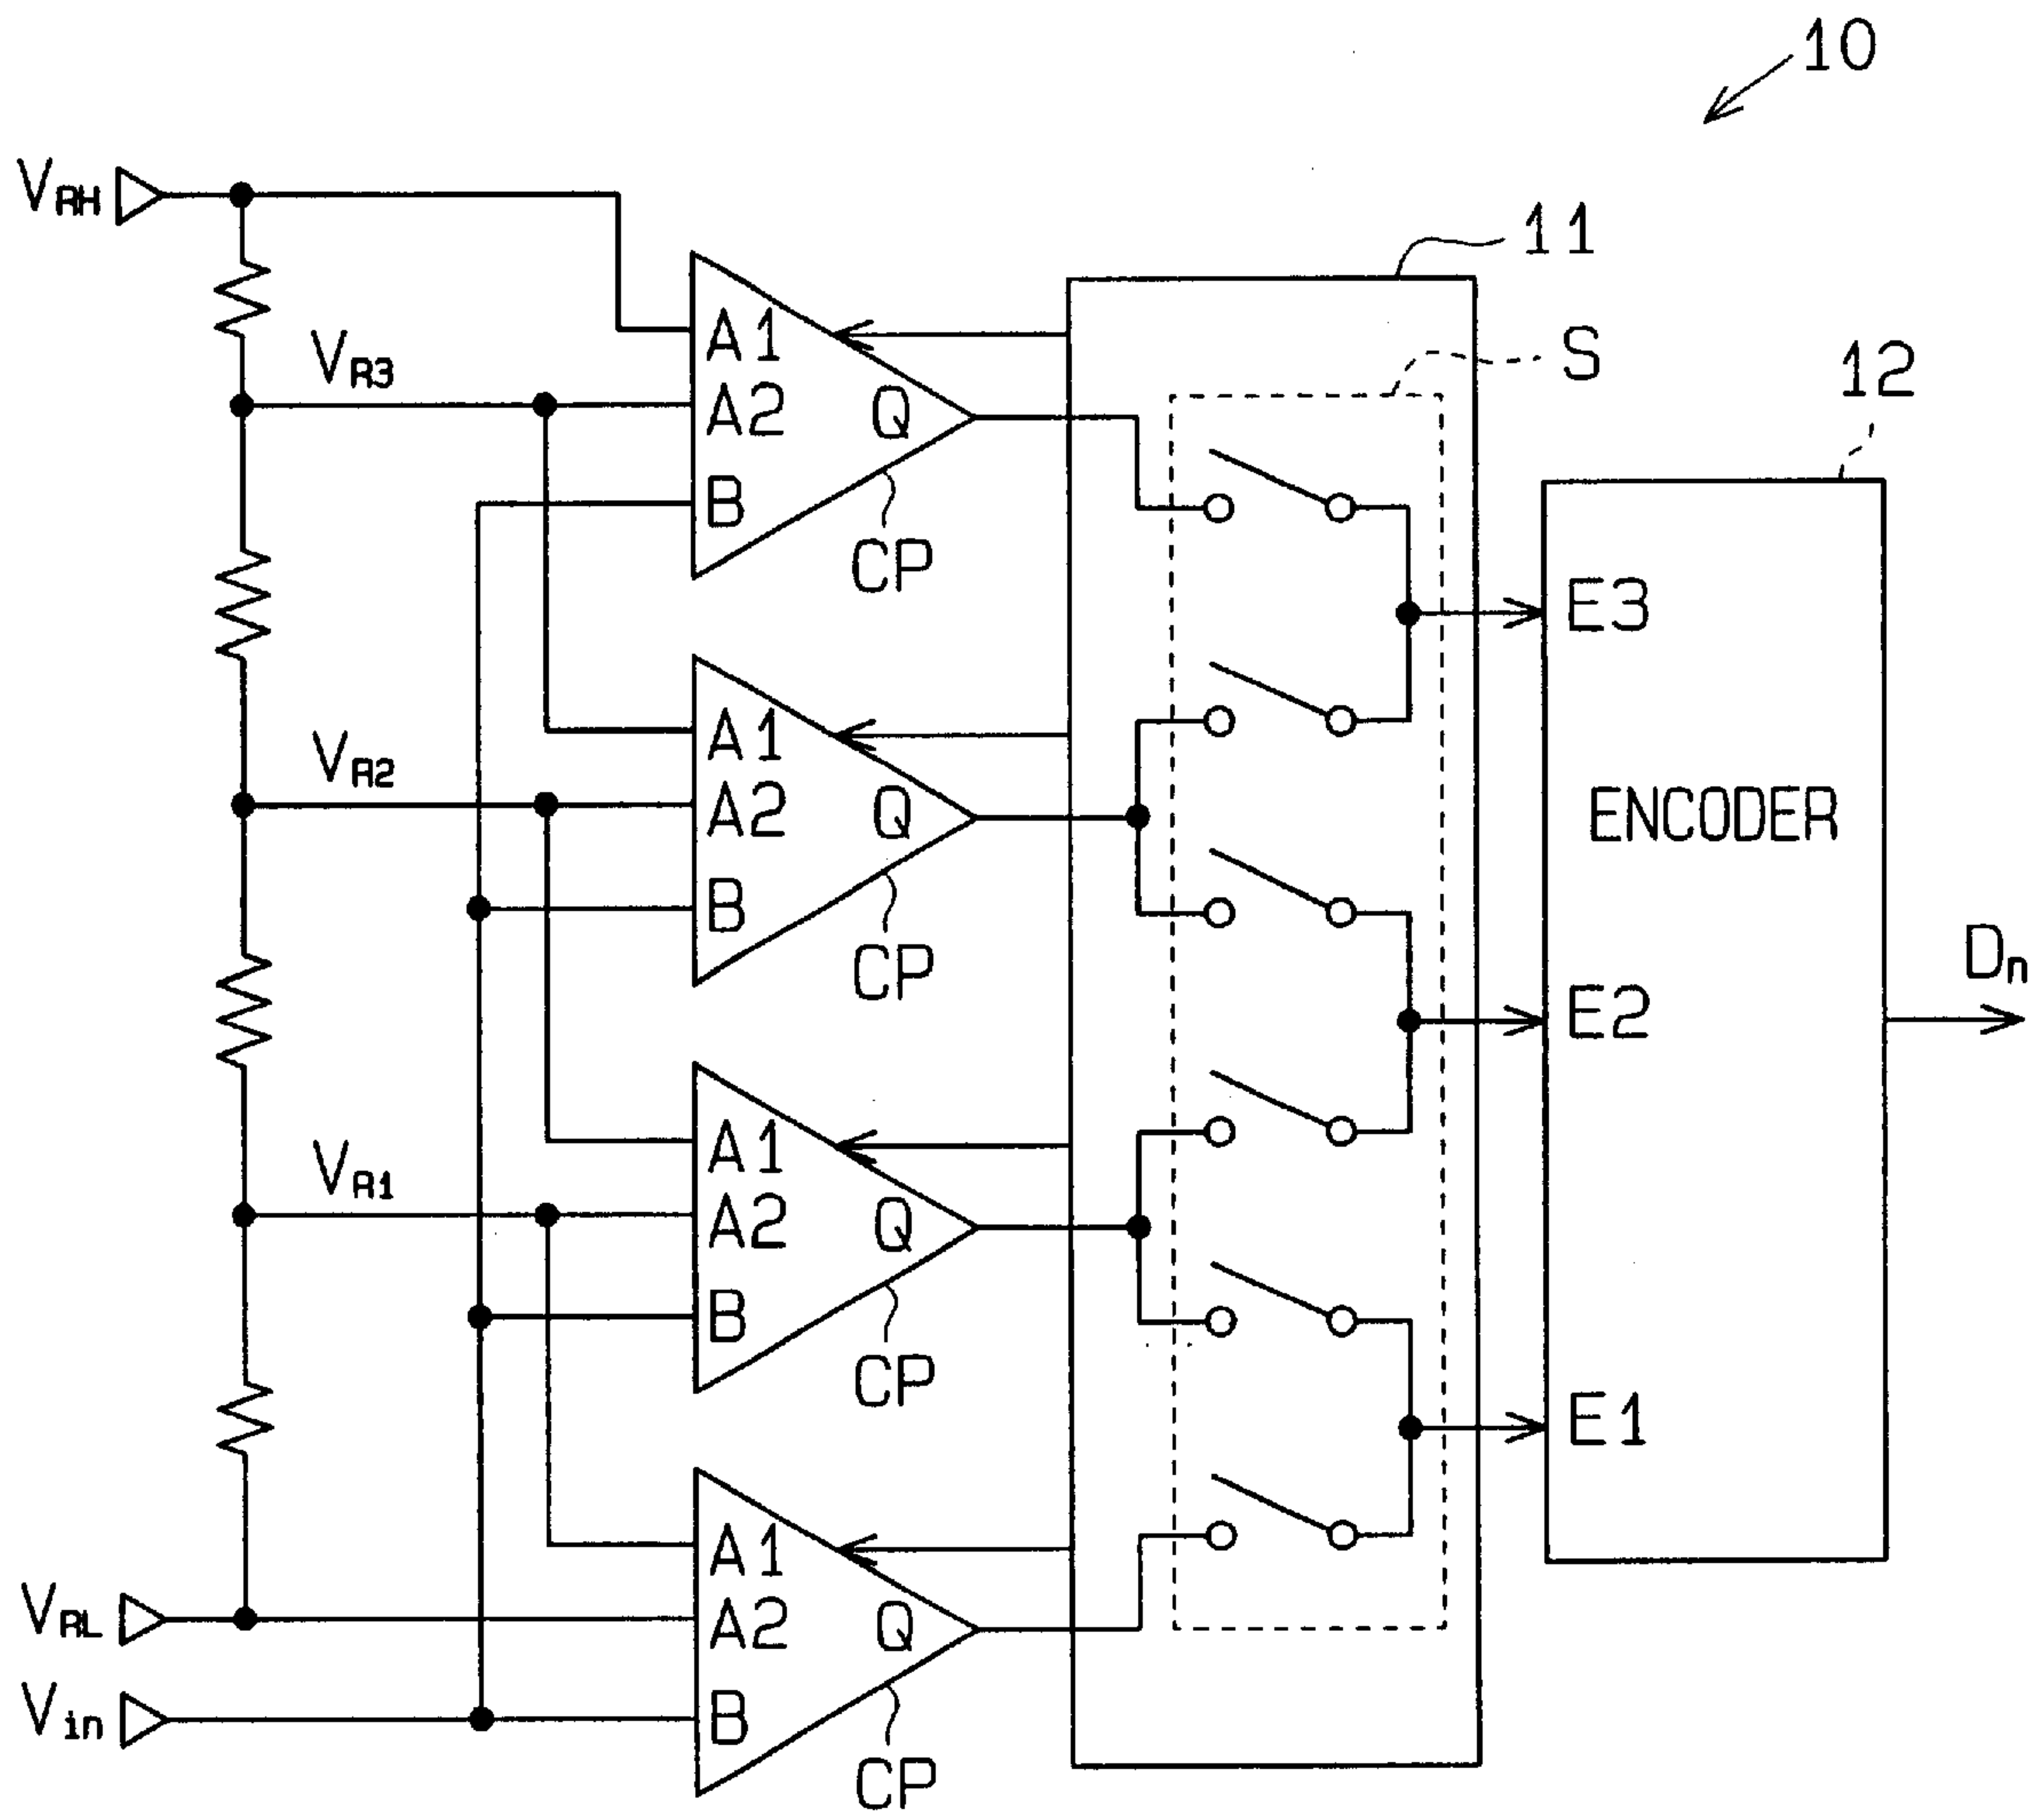 10
VRH
11
A1
S
VR3
12
A2
Q
B
CP
E3
A1
VR2
A2
Q
ENCODER
B
Dn
CP
E2
A1
VR1
A2
Q
B
CP
E1
A1
VRL
A2
Q
Vin
B
CP